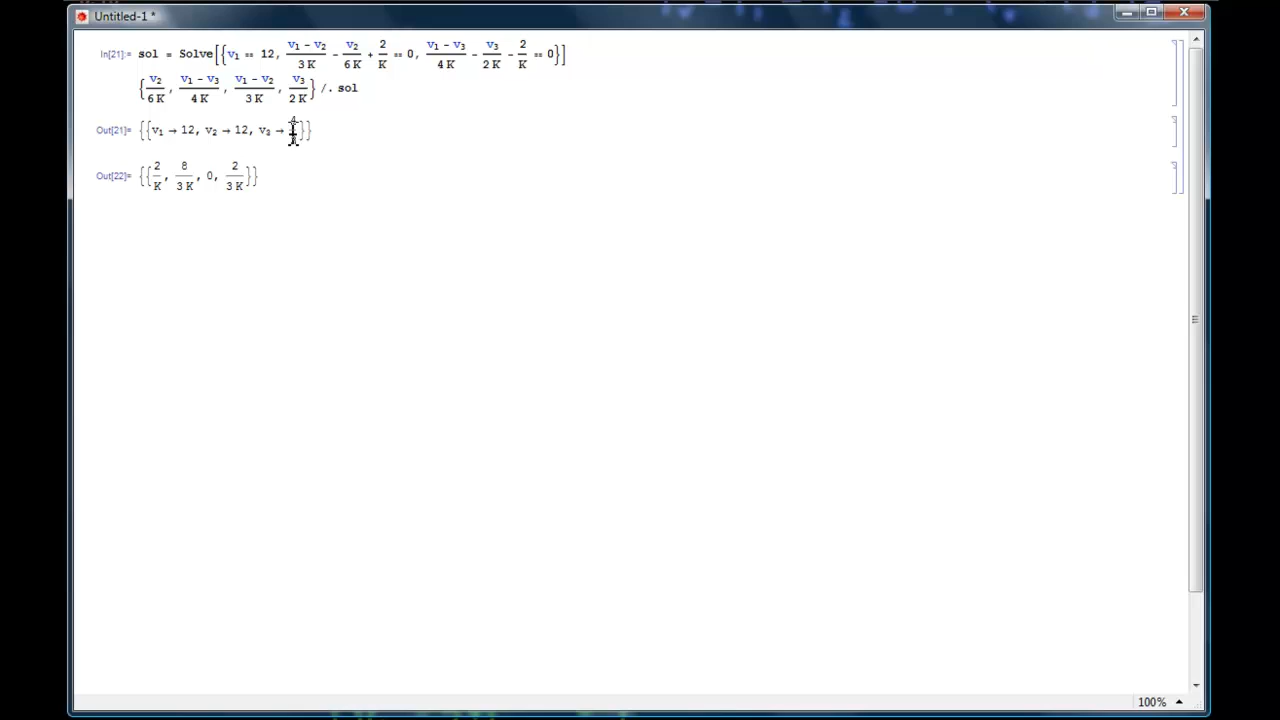 Untitled-1 *
In[21]:= sol = Solve[{v₁ == 12, (v₁ - v₂)/(3 K) - v₂/(6 K) + 2/K == 0, (v₁ - v₃)/(4 K) - v₃/(2 K) - 2/K == 0}]
{v₂/(6 K), (v₁ - v₃)/(4 K), (v₁ - v₂)/(3 K), v₃/(2 K)} /. sol
Out[21]= {{v₁ → 12, v₂ → 12, v₃ → }}
Out[22]= {{2/K, 8/(3 K), 0, 2/(3 K)}}
100%